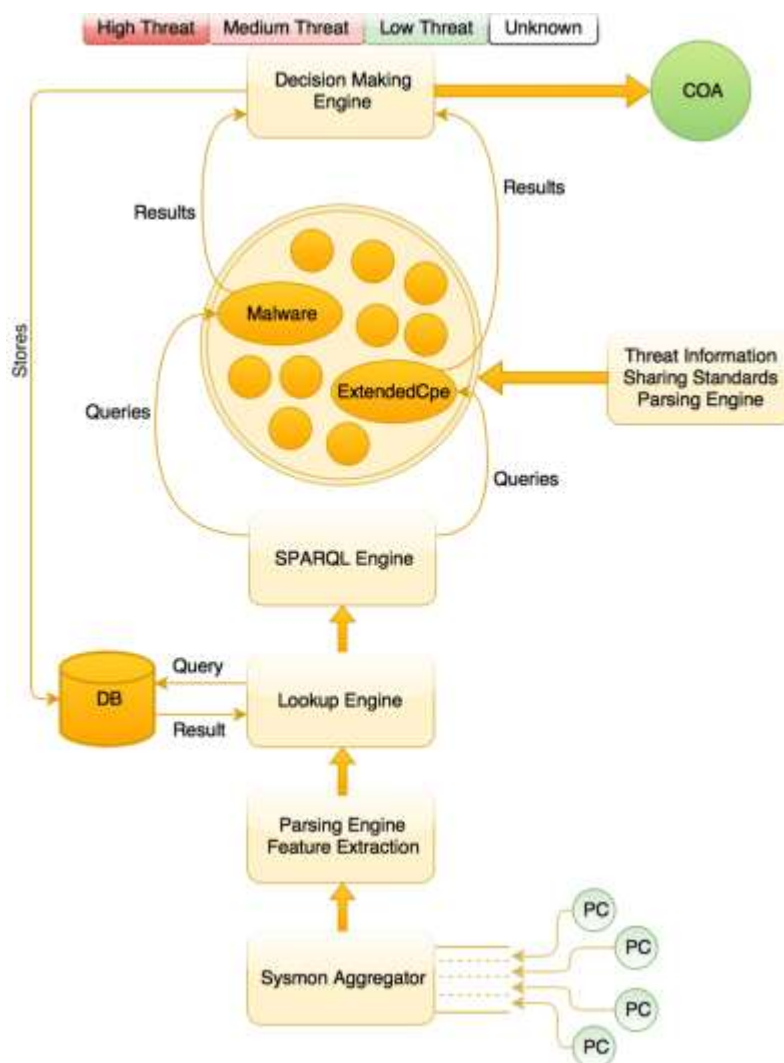 High Threat
Medium Threat
Low Threat
Unknown
Decision Making
Engine
COA
Results
Results
Malware
Stores
Threat Information
Sharing Standards
Parsing Engine
ExtendedCpe
Queries
Queries
SPARQL Engine
Query
DB
Lookup Engine
Result
Parsing Engine
Feature Extraction
PC
PC
Sysmon Aggregator
PC
PC